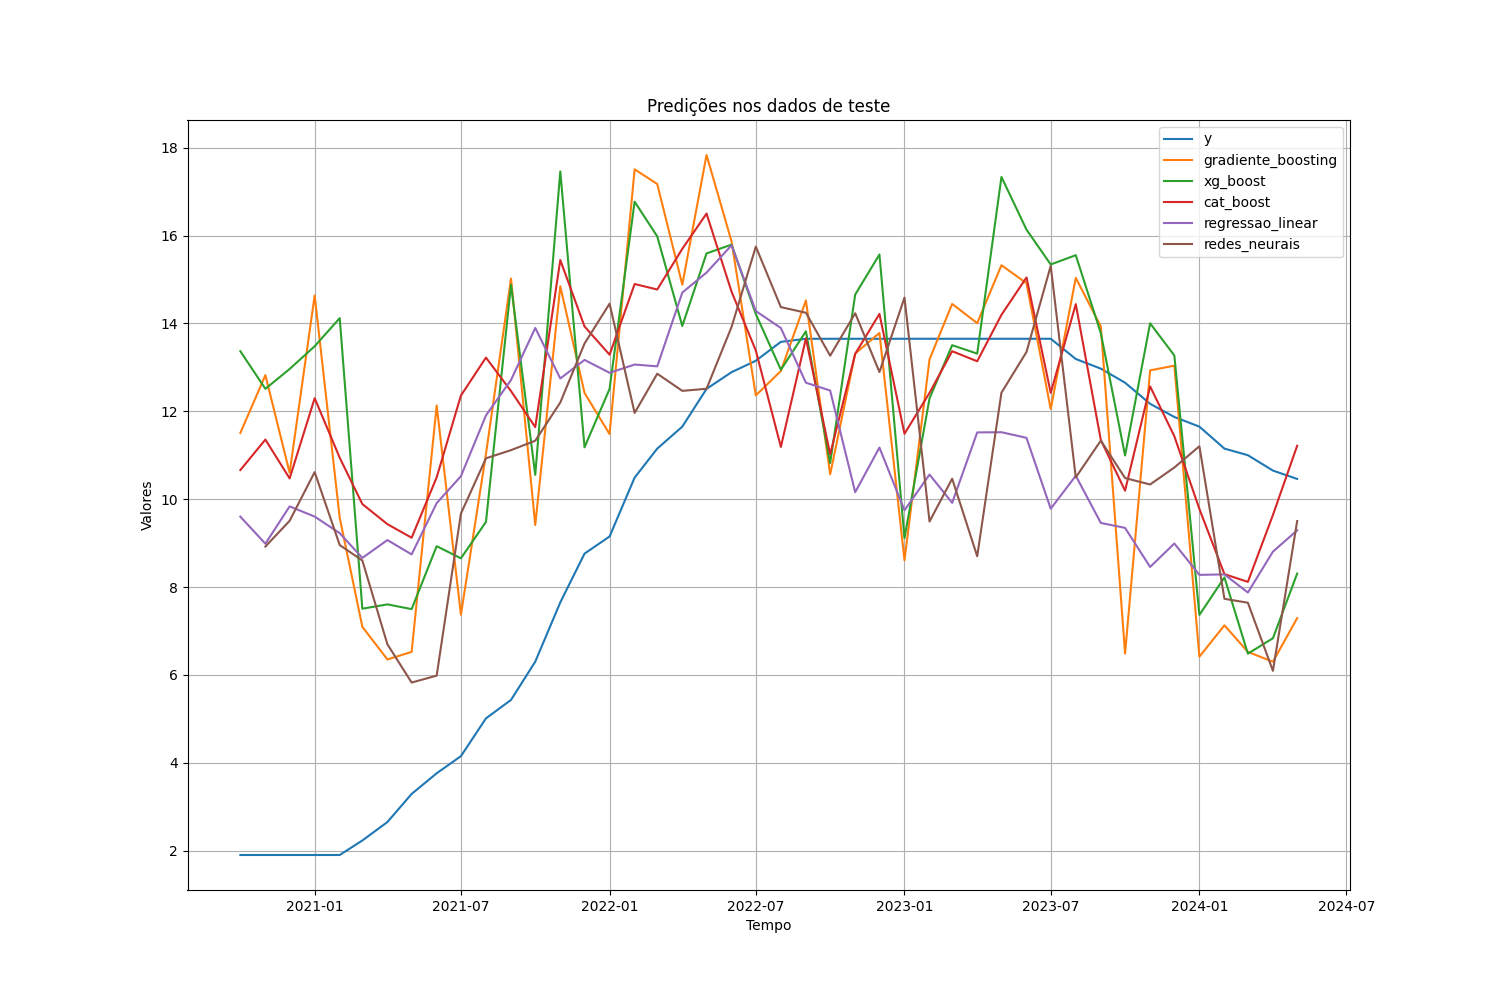 Predições nos dados de teste
y
gradiente_boosting
xg_boost
cat_boost
regressao_linear
redes_neurais
Valores
18
16
14
12
10
8
6
4
2
2021-01 2021-07 2022-01 2022-07 2023-01 2023-07 2024-01 2024-07
Tempo